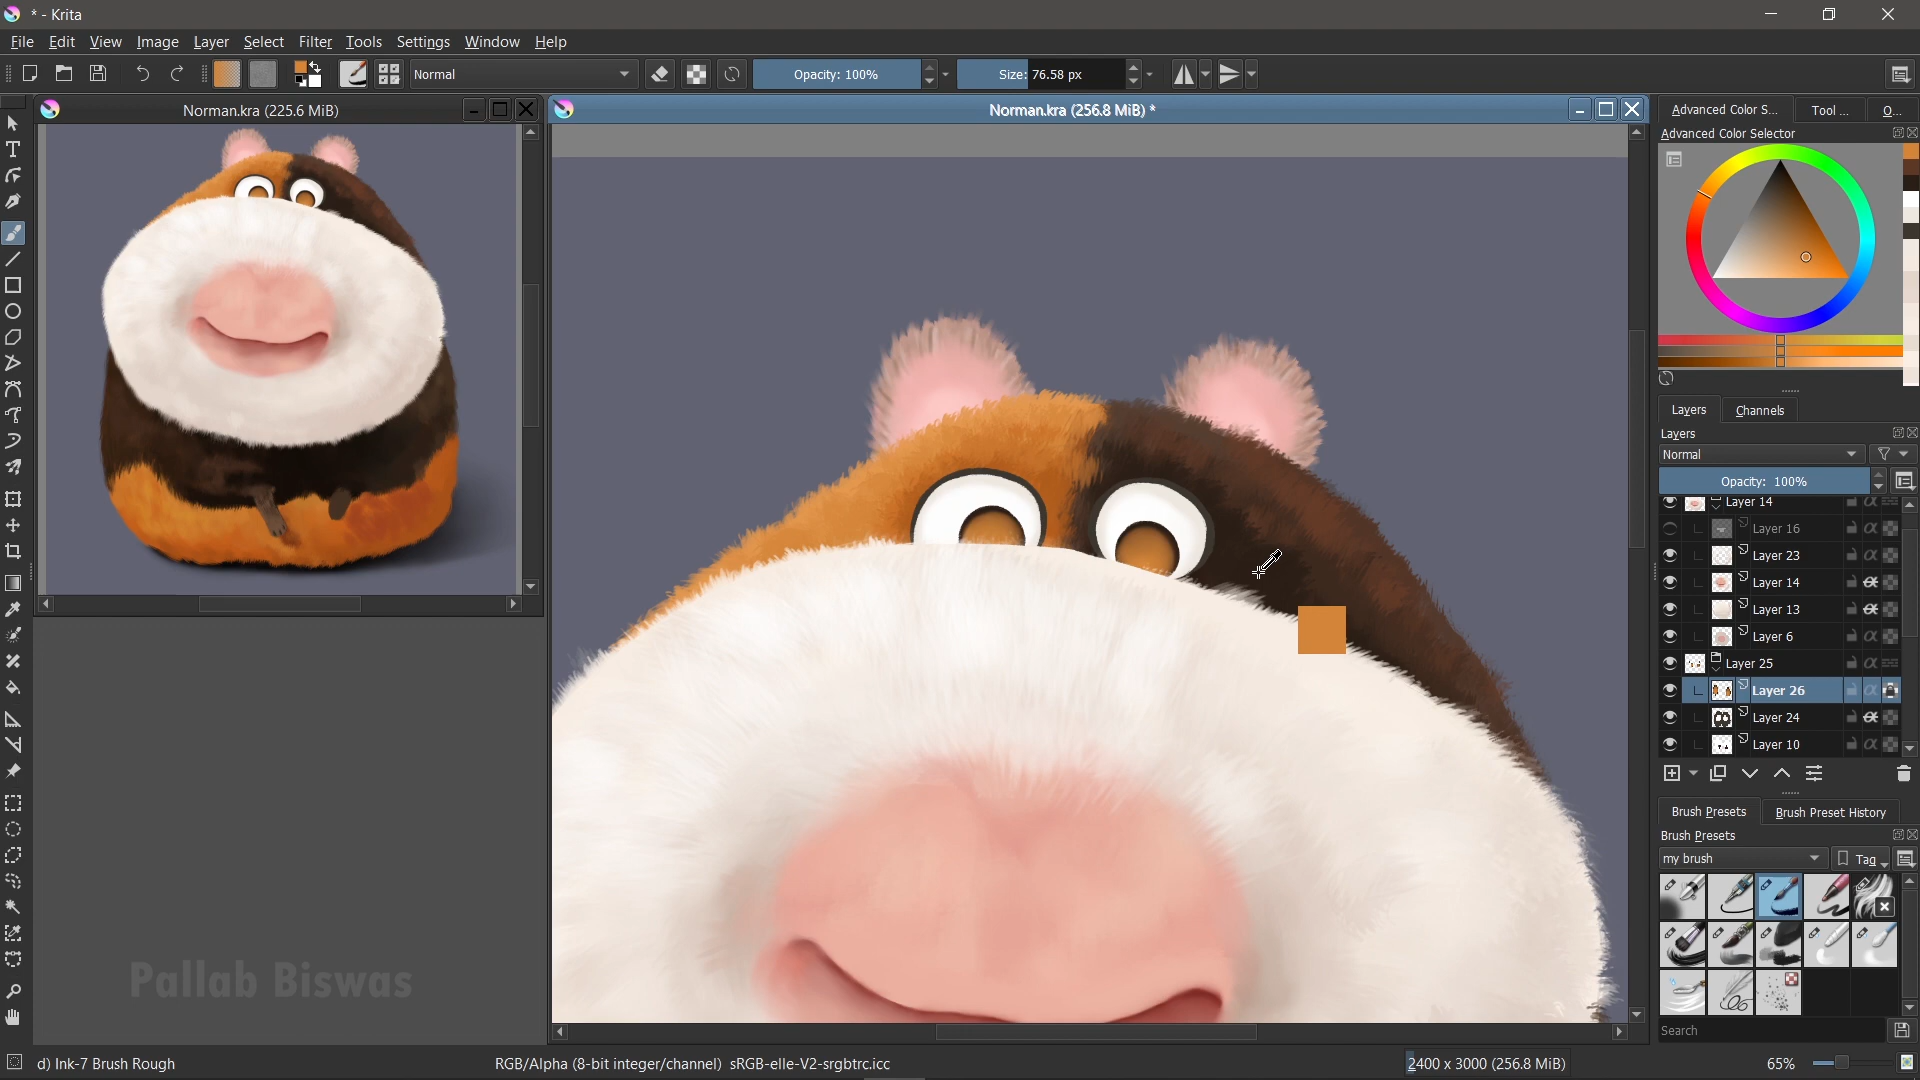 * - Krita
File Edit View Image Layer Select Filter Tools Settings Window Help
Normal Opacity: 100% Size: 76.58 px
Norman.kra (225.6 MiB)
Norman.kra (256.8 MiB) *
Advanced Color S... Tool ... O...
Advanced Color Selector
Layers Channels
Layers
Normal
Opacity: 100%
Layer 14
Layer 16
Layer 23
Layer 14
Layer 13
Layer 6
Layer 25
Layer 26
Layer 24
Layer 10
Brush Presets Brush Preset History
Brush Presets
my brush Tag
Search
Pallab Biswas
d) Ink-7 Brush Rough RGB/Alpha (8-bit integer/channel) sRGB-elle-V2-srgbtrc.icc 2400 x 3000 (256.8 MiB) 65%